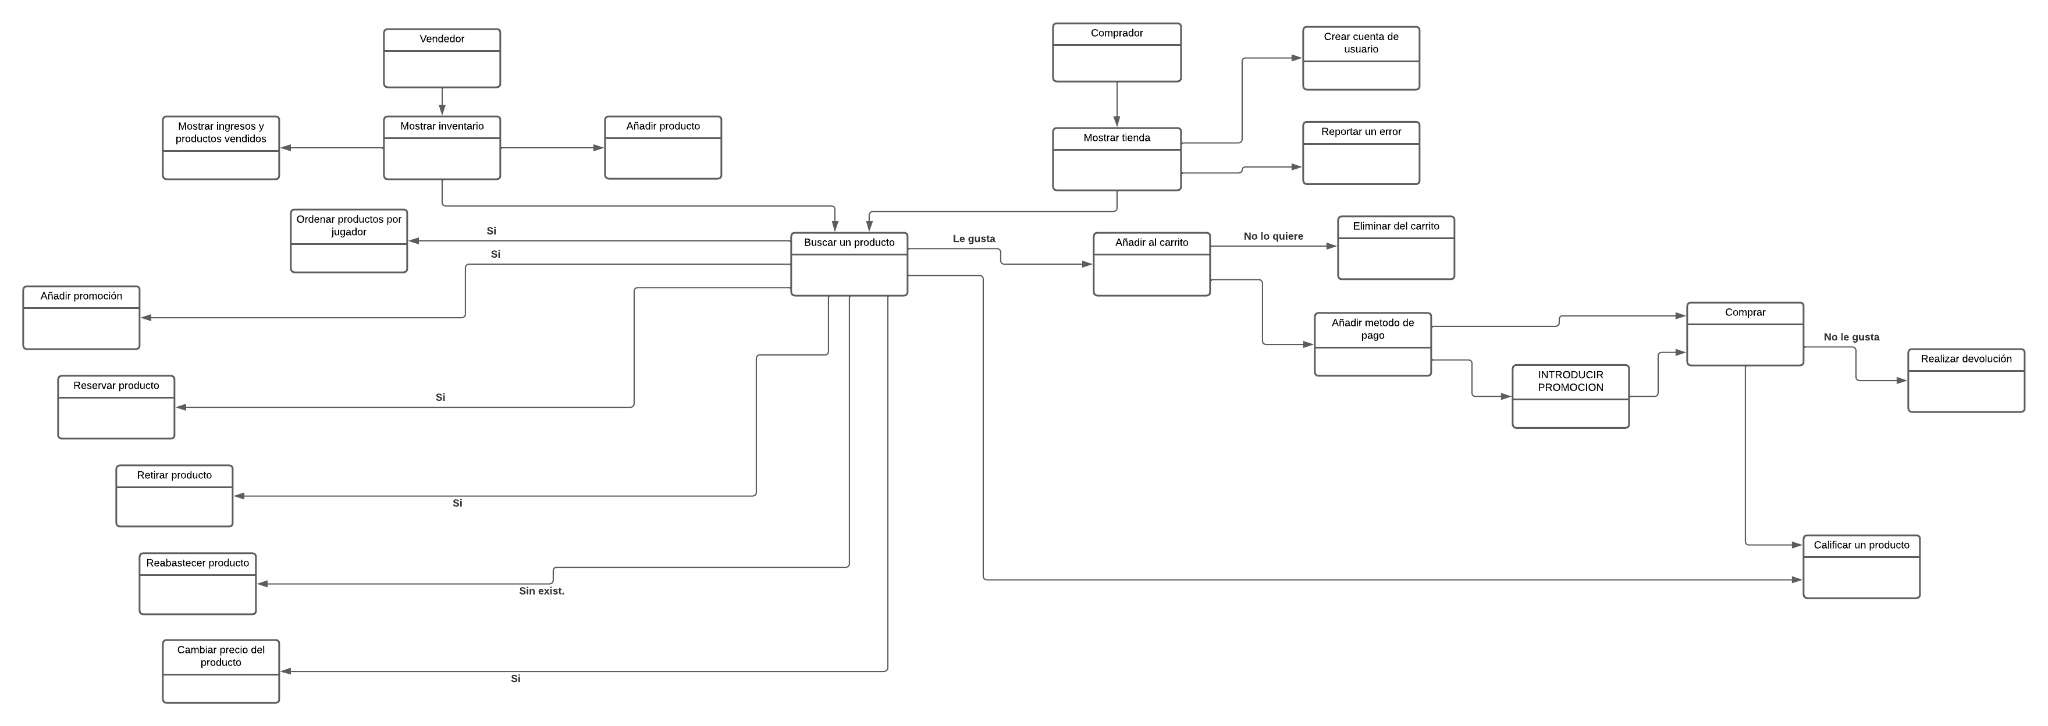 Vendedor
Comprador
Crear cuenta de
usuario
Mostrar ingresos y
productos vendidos
Mostrar inventario
Añadir producto
Mostrar tienda
Reportar un error
Ordenar productos por
jugador
Si
Si
Buscar un producto
Le gusta
Añadir al carrito
No lo quiere
Eliminar del carrito
Añadir promoción
Añadir metodo de
pago
Comprar
No le gusta
Realizar devolución
Reservar producto
Si
INTRODUCIR
PROMOCION
Retirar producto
Si
Calificar un producto
Reabastecer producto
Sin exist.
Cambiar precio del
producto
Si